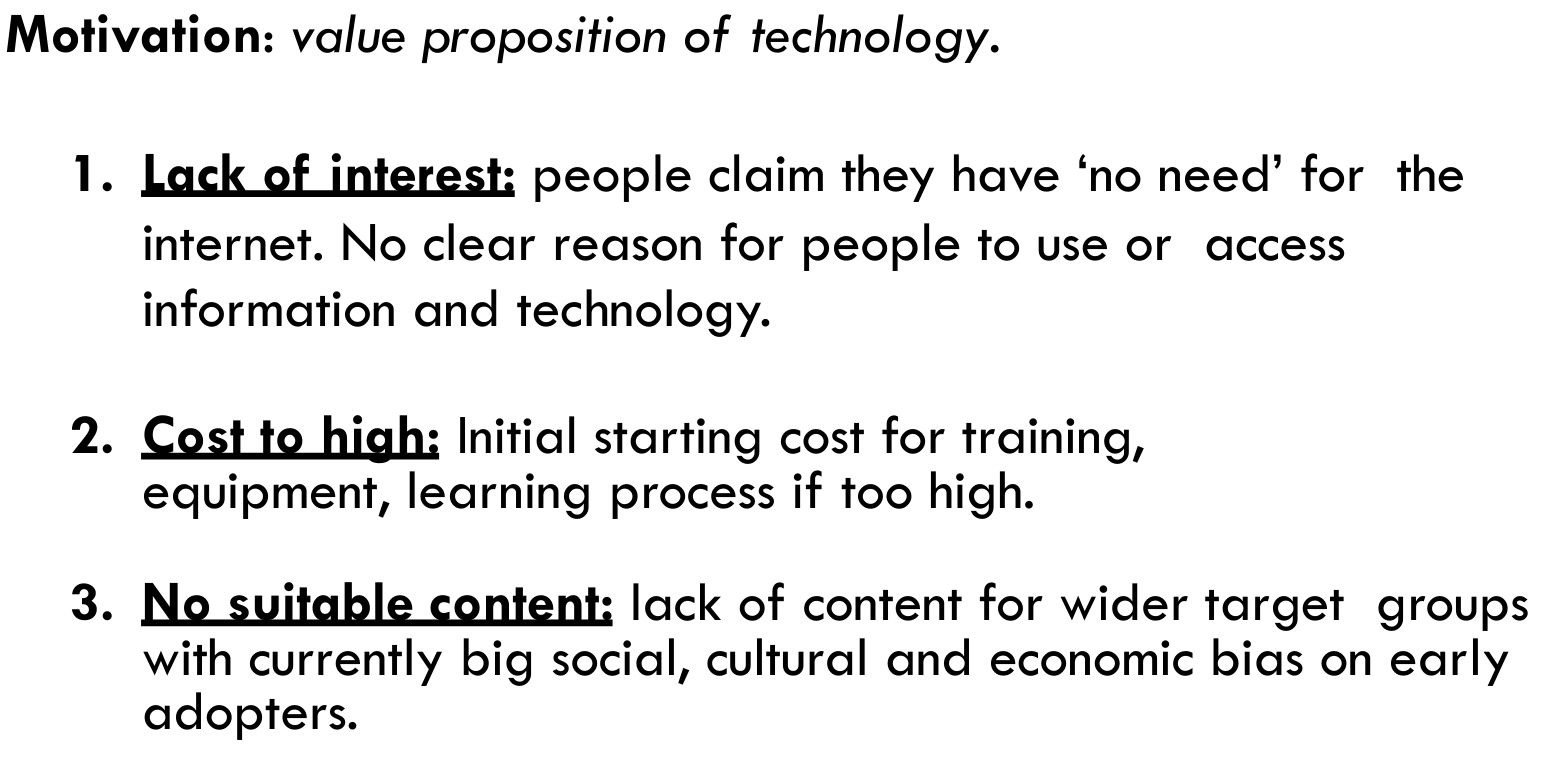 Motivation: value proposition of technology.
1. Lack of interest: people claim they have ‘no need’ for the
internet. No clear reason for people to use or access
information and technology.
2. Cost to high: Initial starting cost for training,
equipment, learning process if too high.
3. No suitable content: lack of content for wider target groups
with currently big social, cultural and economic bias on early
adopters.